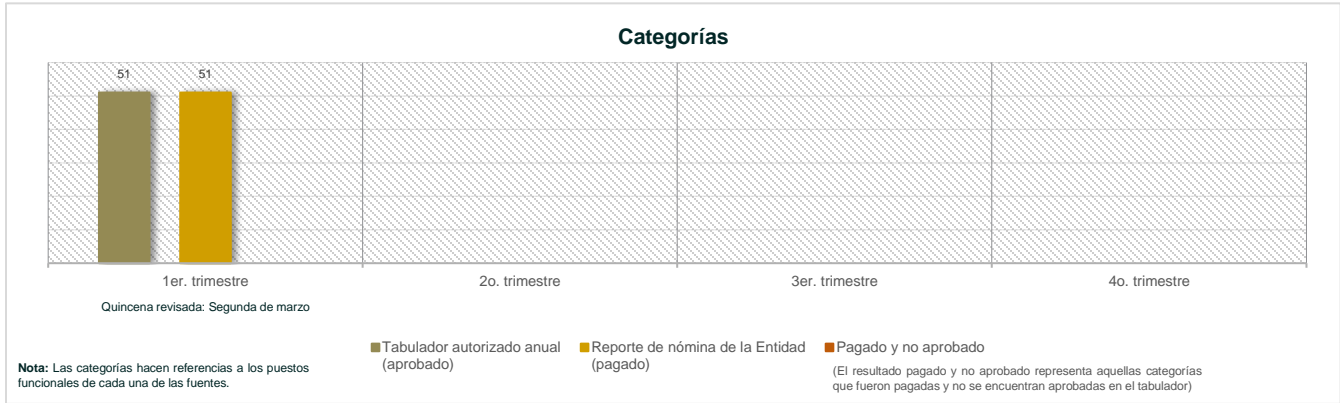 Categorías
51
51
1er. trimestre
2o. trimestre
3er. trimestre
4o. trimestre
Quincena revisada: Segunda de marzo
Tabulador autorizado anual
(aprobado)
Reporte de nómina de la Entidad
(pagado)
Pagado y no aprobado
(El resultado pagado y no aprobado representa aquellas categorías
que fueron pagadas y no se encuentran aprobadas en el tabulador)
Nota: Las categorías hacen referencias a los puestos
funcionales de cada una de las fuentes.